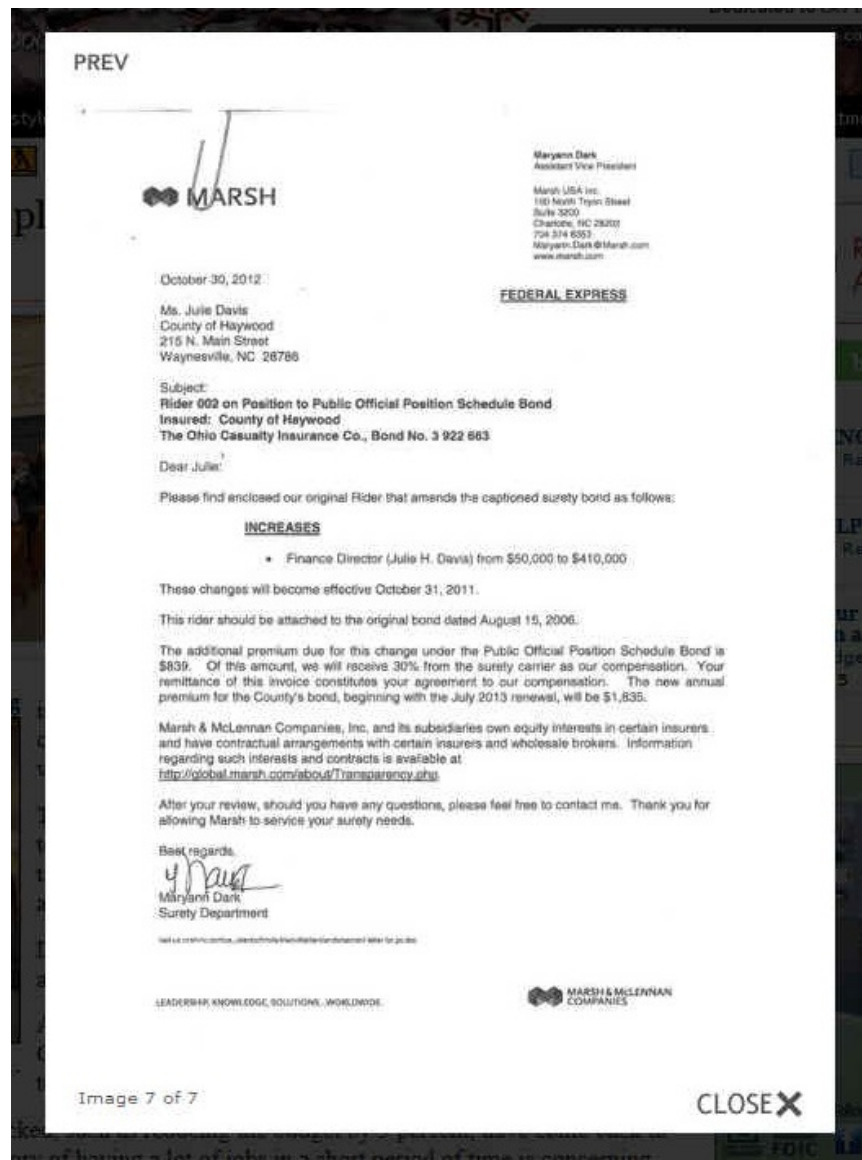 PREV
MARSH
Maryann Dark
Assistant Vice President
Marsh USA Inc.
100 North Tryon Street
Suite 3200
Charlotte, NC 28202
704 374 8353
Maryann.Dark@Marsh.com
www.marsh.com
October 30, 2012
FEDERAL EXPRESS
Ms. Julie Davis
County of Haywood
215 N. Main Street
Waynesville, NC 28786
Subject:
Rider 002 on Position to Public Official Position Schedule Bond
Insured: County of Haywood
The Ohio Casualty Insurance Co., Bond No. 3 922 663
Dear Julie:
Please find enclosed our original Rider that amends the captioned surety bond as follows:
INCREASES
• Finance Director (Julie H. Davis) from $50,000 to $410,000
These changes will become effective October 31, 2011.
This rider should be attached to the original bond dated August 15, 2006.
The additional premium due for this change under the Public Official Position Schedule Bond is
$839. Of this amount, we will receive 30% from the surety carrier as our compensation. Your
remittance of this invoice constitutes your agreement to our compensation. The new annual
premium for the County's bond, beginning with the July 2013 renewal, will be $1,835.
Marsh & McLennan Companies, Inc, and its subsidiaries own equity interests in certain insurers
and have contractual arrangements with certain insurers and wholesale brokers. Information
regarding such interests and contracts is available at
http://global.marsh.com/about/Transparency.php.
After your review, should you have any questions, please feel free to contact me. Thank you for
allowing Marsh to service your surety needs.
Best regards,
Maryann Dark
Surety Department
LEADERSHIP, KNOWLEDGE, SOLUTIONS...WORLDWIDE.
MARSH & MCLENNAN
COMPANIES
Image 7 of 7
CLOSE X